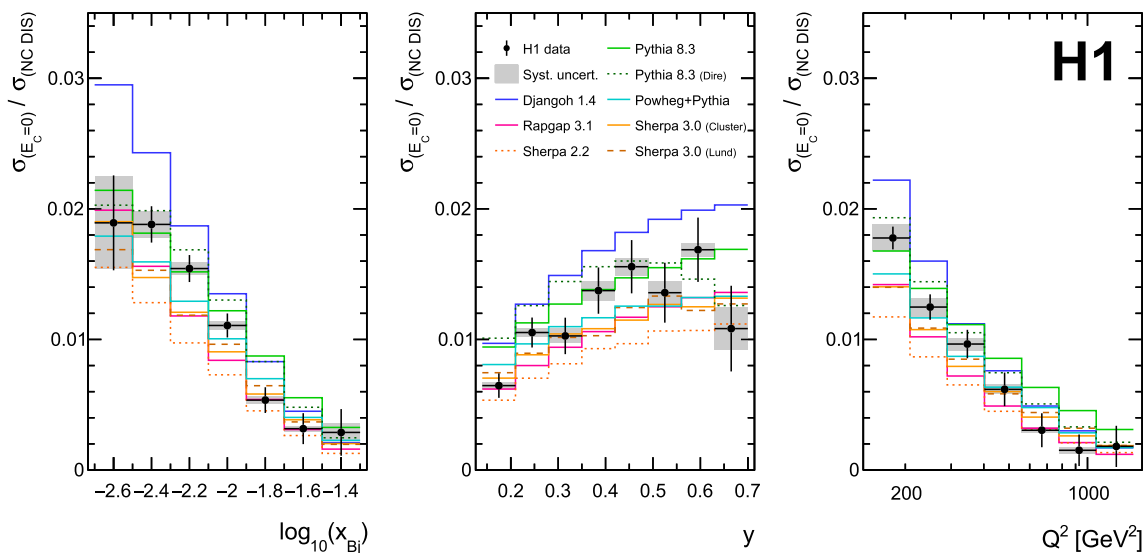 σ(E_C=0) / σ(NC DIS)
0.03
0.02
0.01
0
−2.6 −2.4 −2.2 −2 −1.8 −1.6 −1.4
log10(x_Bj)
σ(E_C=0) / σ(NC DIS)
0.03
0.02
0.01
0
H1 data
Syst. uncert.
Djangoh 1.4
Rapgap 3.1
Sherpa 2.2
Pythia 8.3
Pythia 8.3 (Dire)
Powheg+Pythia
Sherpa 3.0 (Cluster)
Sherpa 3.0 (Lund)
0.2 0.3 0.4 0.5 0.6 0.7
y
σ(E_C=0) / σ(NC DIS)
H1
0.03
0.02
0.01
0
200 1000
Q² [GeV²]